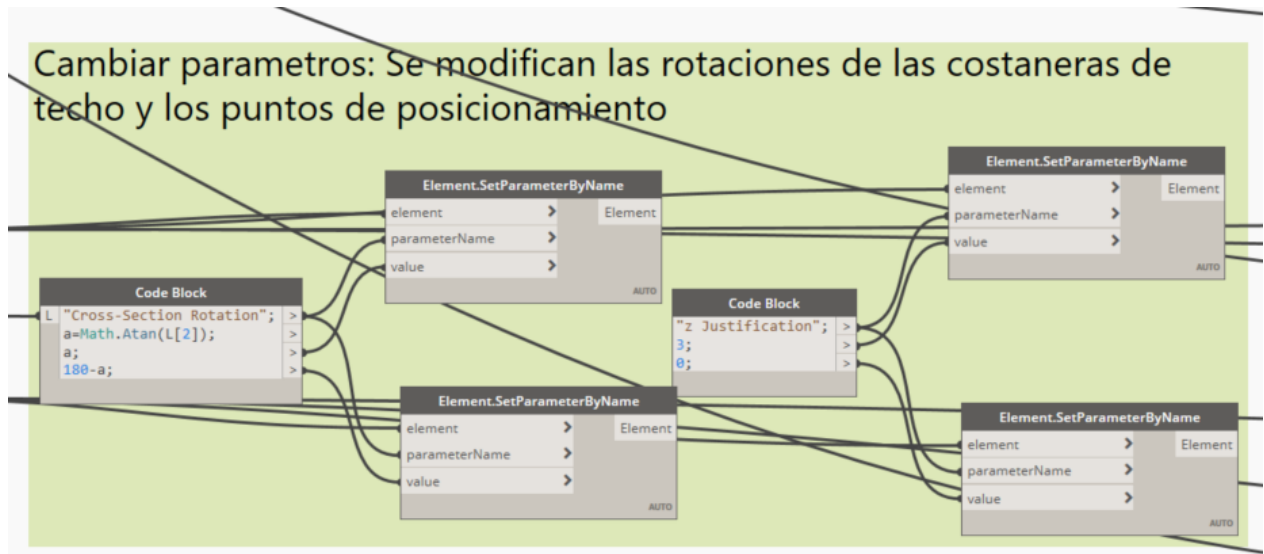 Cambiar parametros: Se modifican las rotaciones de las costaneras de
techo y los puntos de posicionamiento
Element.SetParameterByName
element > Element
parameterName >
value >
AUTO
Element.SetParameterByName
element > Element
parameterName >
value >
AUTO
Code Block
L "Cross-Section Rotation"; >
a=Math.Atan(L[2]); >
a; >
180-a; >
Code Block
"z Justification"; >
3; >
0; >
Element.SetParameterByName
element > Element
parameterName >
value >
AUTO
Element.SetParameterByName
element > Element
parameterName >
value >
AUTO